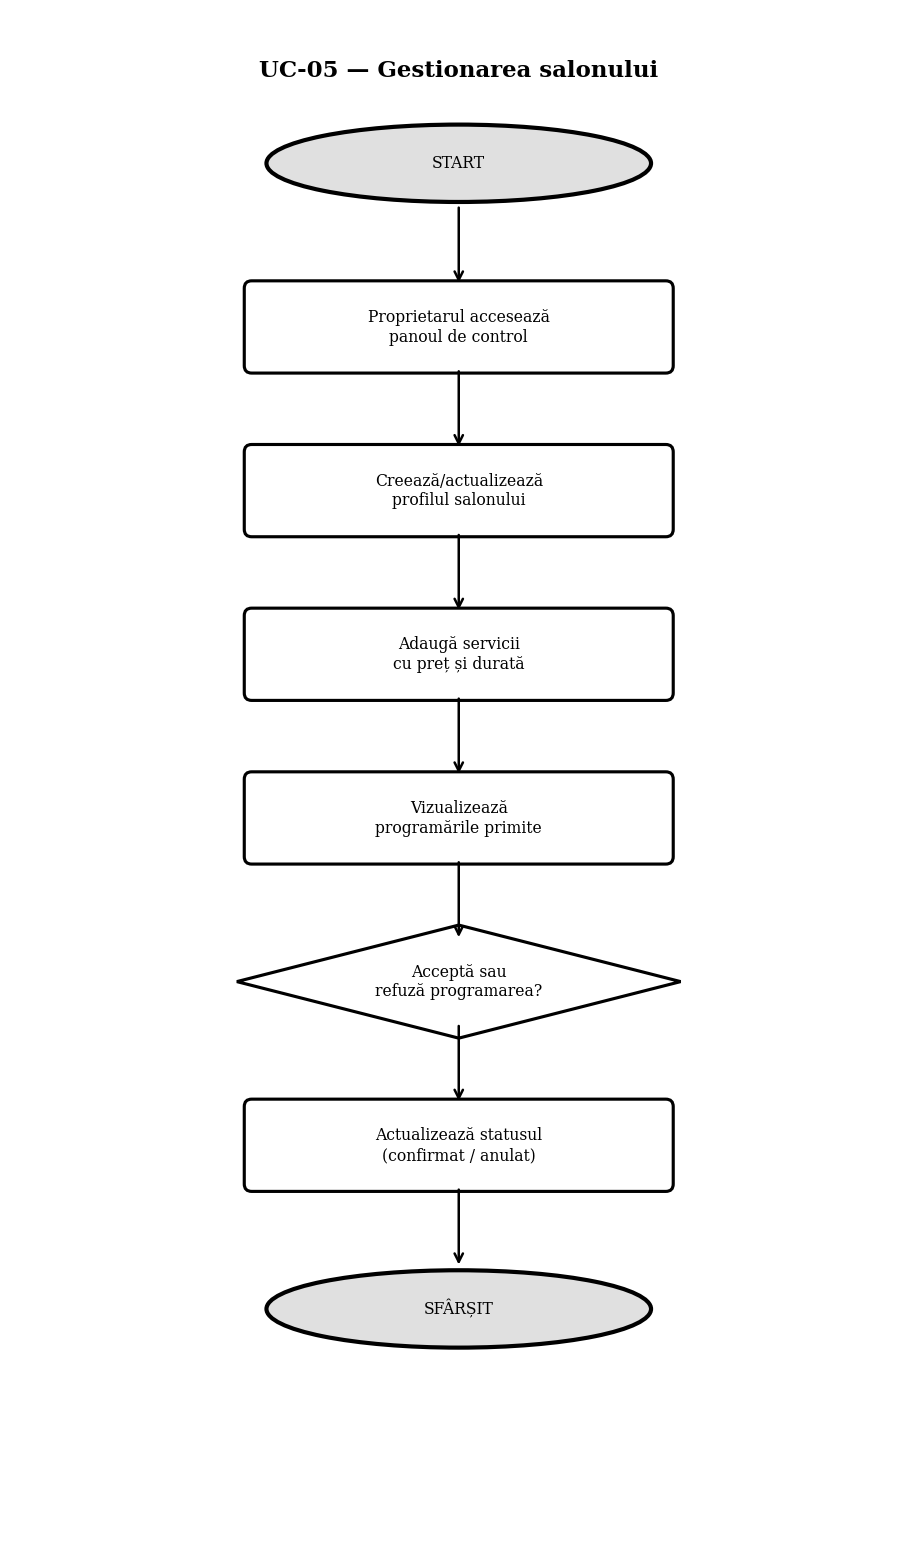 UC-05 — Gestionarea salonului
START
Proprietarul accesează
panoul de control
Creează/actualizează
profilul salonului
Adaugă servicii
cu preț și durată
Vizualizează
programările primite
Acceptă sau
refuză programarea?
Actualizează statusul
(confirmat / anulat)
SFÂRȘIT